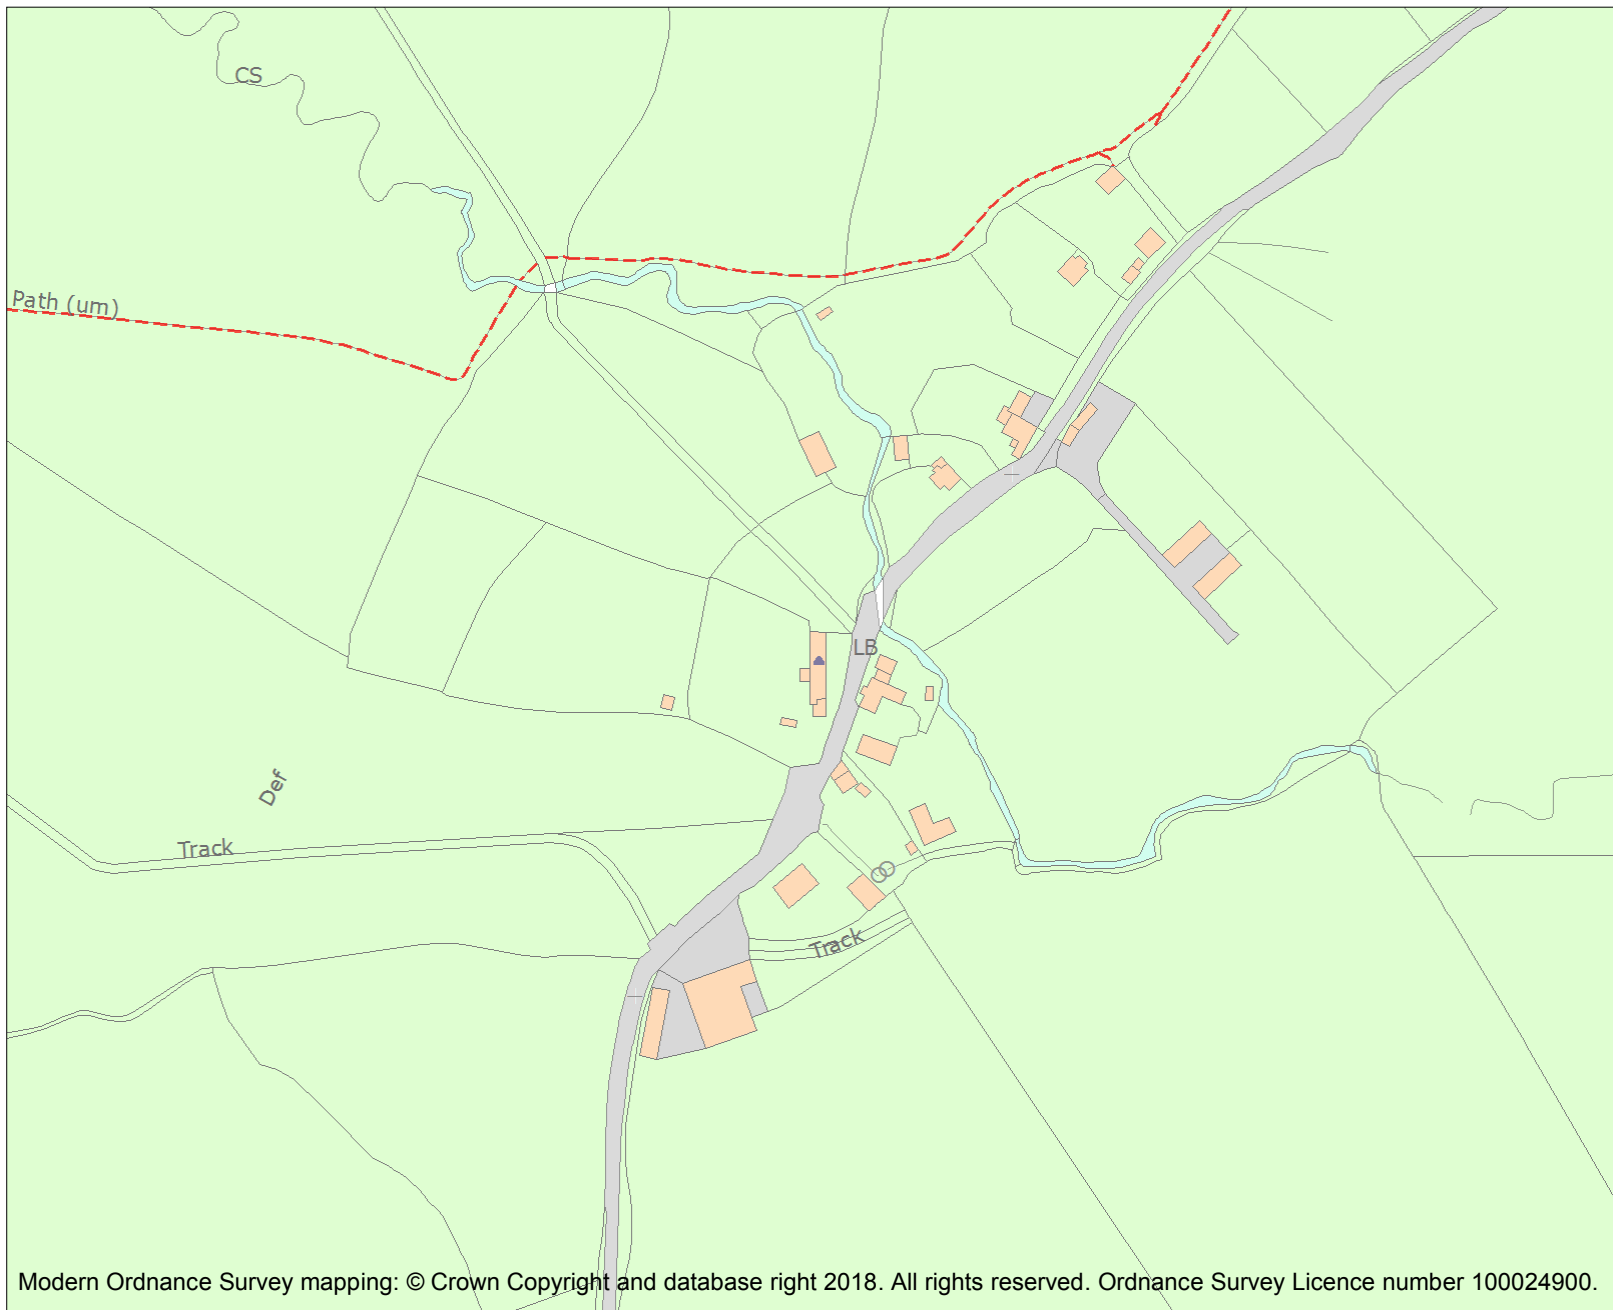 CS
Path (um)
LB
Def
Track
Track
Modern Ordnance Survey mapping: © Crown Copyright and database right 2018. All rights reserved. Ordnance Survey Licence number 100024900.